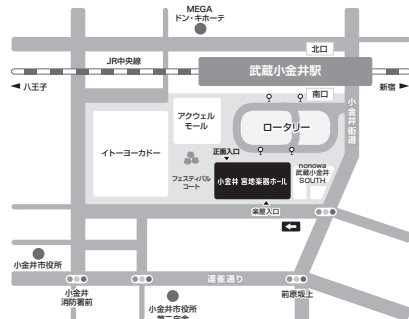 MEGA
ドン・キホーテ
北口
JR中央線
武蔵小金井駅
八王子
新宿
南口
小金井街道
アクウェル
モール
ロータリー
イトーヨーカドー
正面入口
nonowa
武蔵小金井
SOUTH
フェスティバル
コート
小金井 宮地楽器ホール
楽屋入口
小金井市役所
連雀通り
小金井
消防署前
前原坂上
小金井市役所
第二庁舎